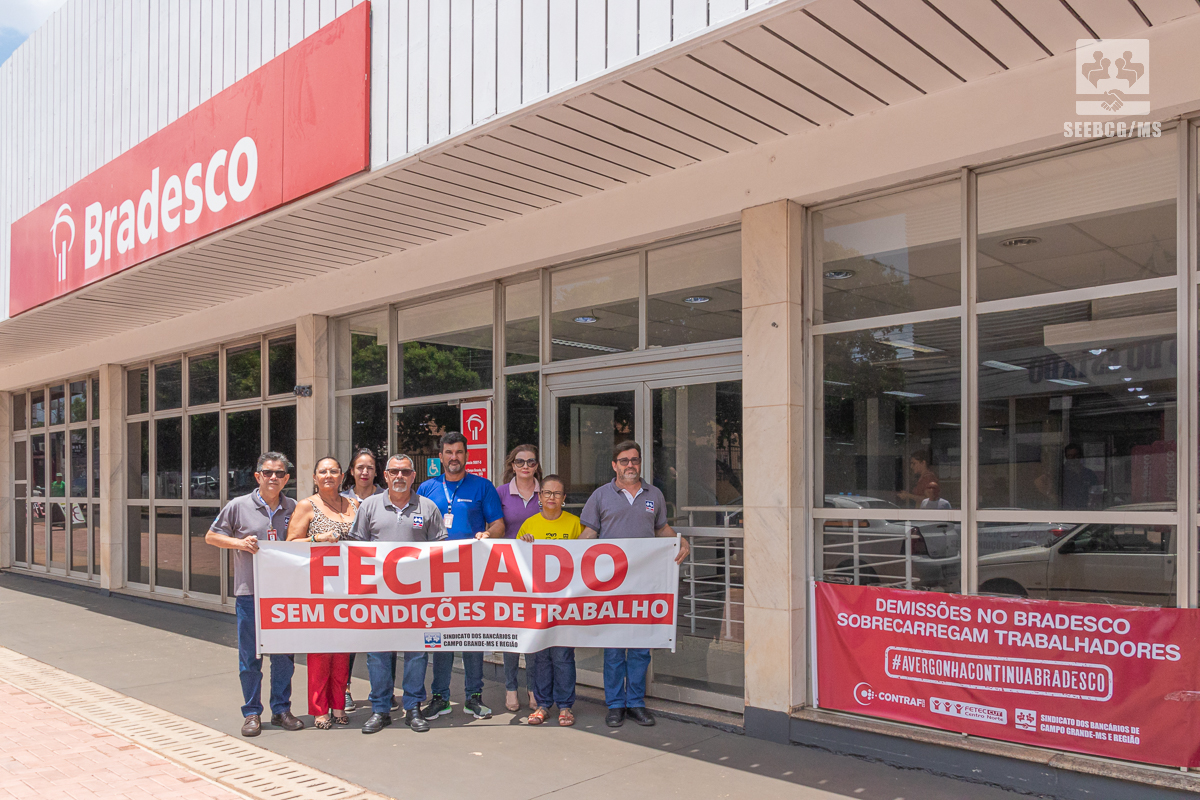 Bradesco
SEEBCG/MS
FECHADO
SEM CONDIÇÕES DE TRABALHO
SINDICATO DOS BANCÁRIOS DE
CAMPO GRANDE-MS E REGIÃO
DEMISSÕES NO BRADESCO
SOBRECARREGAM TRABALHADORES
#AVERGONHACONTINUABRADESCO
CONTRAF
FETEC CUT
Centro Norte
SINDICATO DOS BANCÁRIOS DE
CAMPO GRANDE-MS E REGIÃO